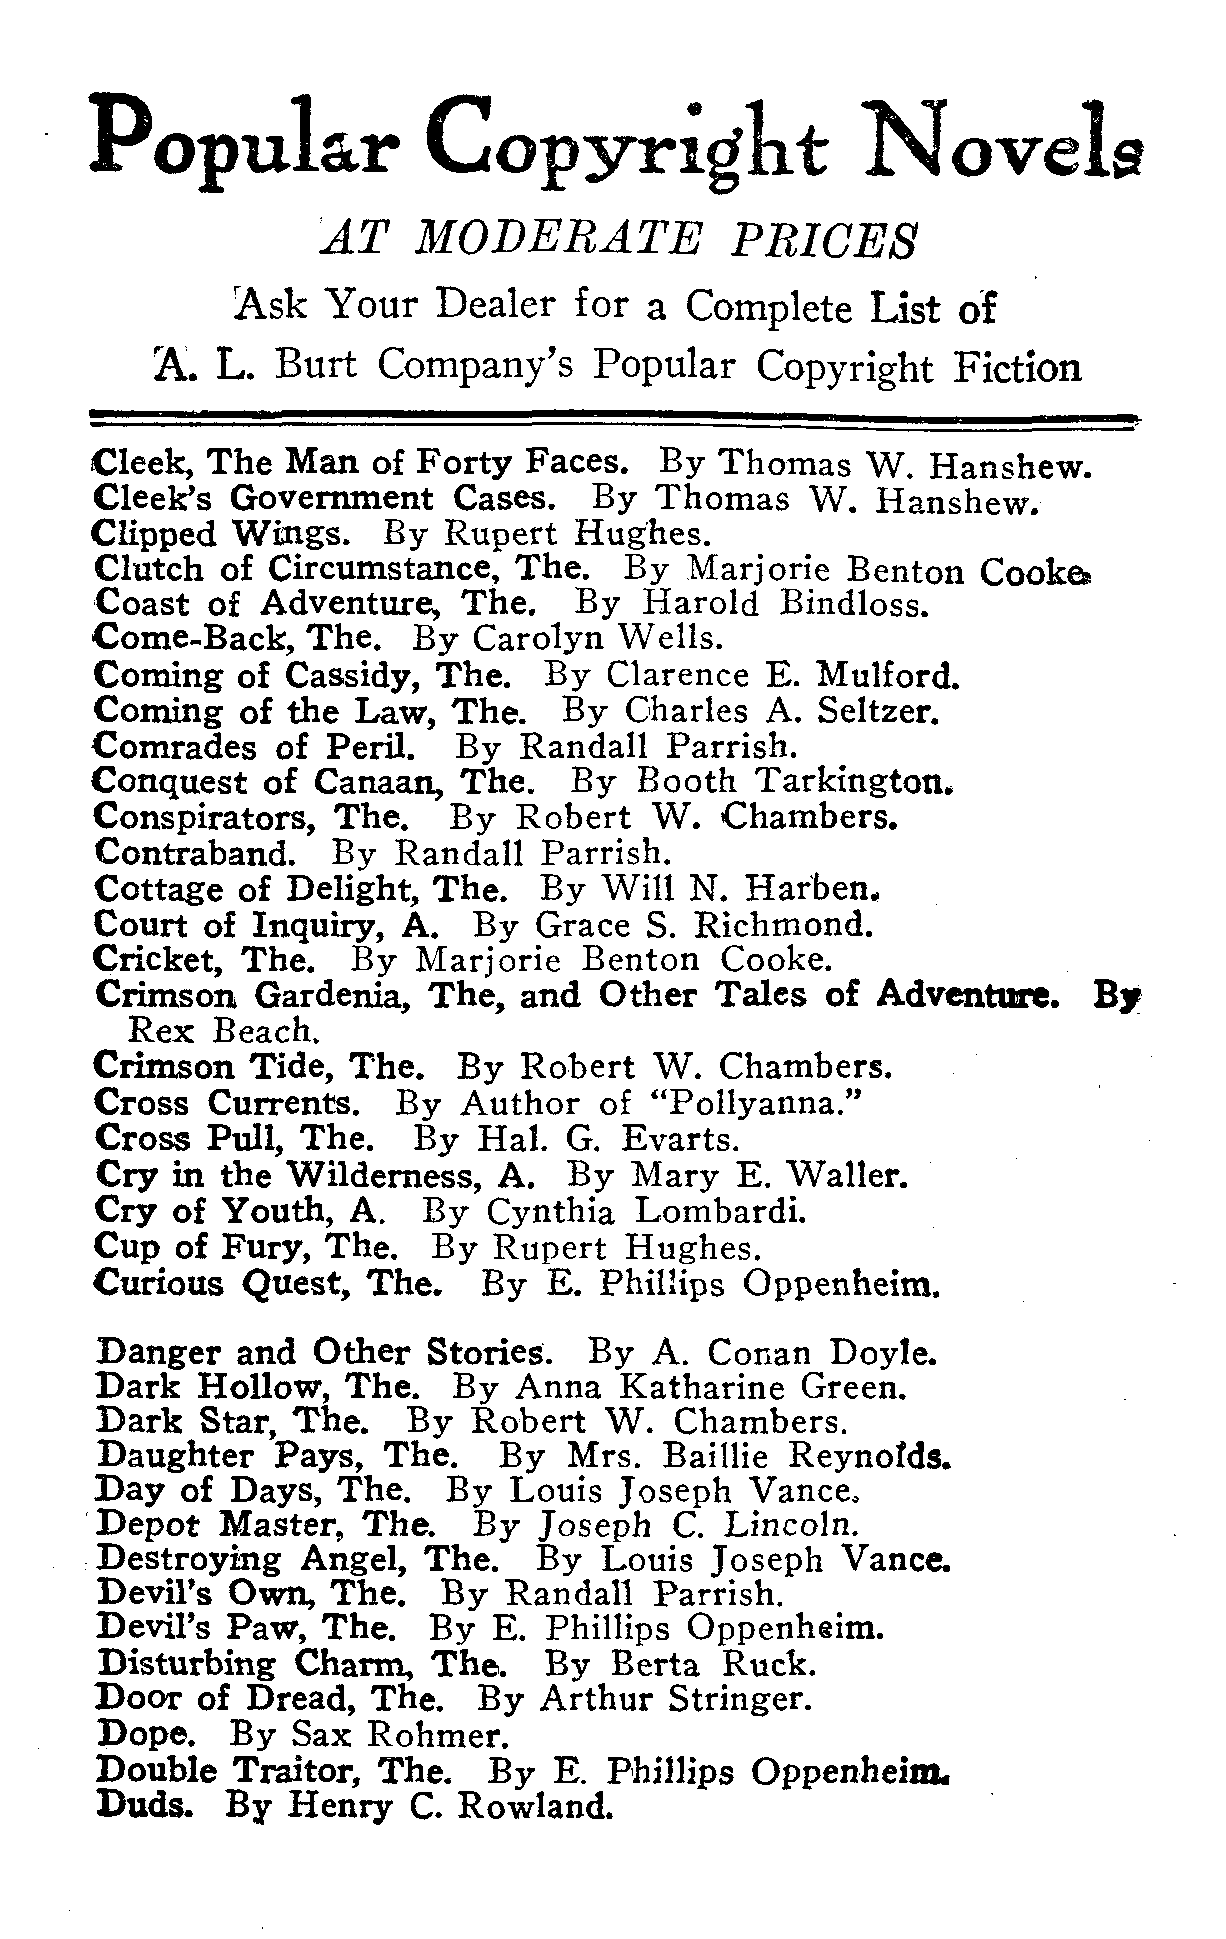 Popular Copyright Novels
AT MODERATE PRICES
Ask Your Dealer for a Complete List of
A. L. Burt Company's Popular Copyright Fiction
Cleek, The Man of Forty Faces. By Thomas W. Hanshew.
Cleek's Government Cases. By Thomas W. Hanshew.
Clipped Wings. By Rupert Hughes.
Clutch of Circumstance, The. By Marjorie Benton Cooke.
Coast of Adventure, The. By Harold Bindloss.
Come-Back, The. By Carolyn Wells.
Coming of Cassidy, The. By Clarence E. Mulford.
Coming of the Law, The. By Charles A. Seltzer.
Comrades of Peril. By Randall Parrish.
Conquest of Canaan, The. By Booth Tarkington.
Conspirators, The. By Robert W. Chambers.
Contraband. By Randall Parrish.
Cottage of Delight, The. By Will N. Harben.
Court of Inquiry, A. By Grace S. Richmond.
Cricket, The. By Marjorie Benton Cooke.
Crimson Gardenia, The, and Other Tales of Adventure. By
Rex Beach.
Crimson Tide, The. By Robert W. Chambers.
Cross Currents. By Author of "Pollyanna."
Cross Pull, The. By Hal. G. Evarts.
Cry in the Wilderness, A. By Mary E. Waller.
Cry of Youth, A. By Cynthia Lombardi.
Cup of Fury, The. By Rupert Hughes.
Curious Quest, The. By E. Phillips Oppenheim.
Danger and Other Stories. By A. Conan Doyle.
Dark Hollow, The. By Anna Katharine Green.
Dark Star, The. By Robert W. Chambers.
Daughter Pays, The. By Mrs. Baillie Reynolds.
Day of Days, The. By Louis Joseph Vance.
Depot Master, The. By Joseph C. Lincoln.
Destroying Angel, The. By Louis Joseph Vance.
Devil's Own, The. By Randall Parrish.
Devil's Paw, The. By E. Phillips Oppenheim.
Disturbing Charm, The. By Berta Ruck.
Door of Dread, The. By Arthur Stringer.
Dope. By Sax Rohmer.
Double Traitor, The. By E. Phillips Oppenheim.
Duds. By Henry C. Rowland.